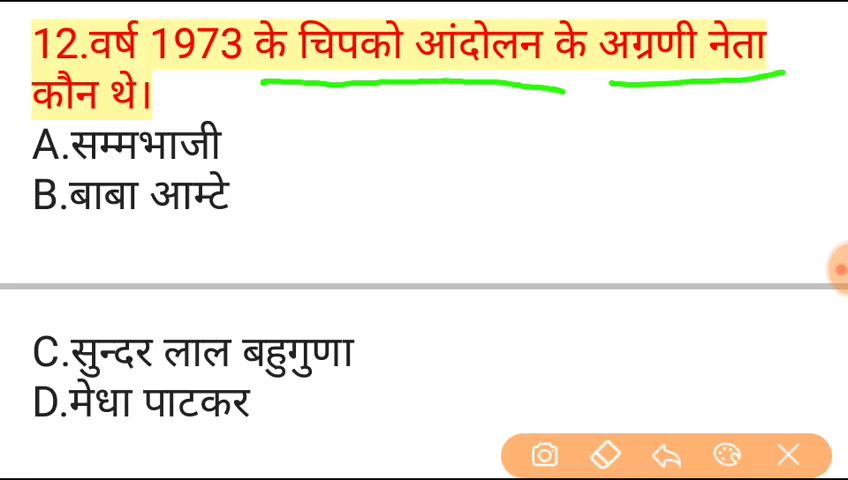 12.वर्ष 1973 के चिपको आंदोलन के अग्रणी नेता
कौन थे।
A.सम्मभाजी
B.बाबा आम्टे
C.सुन्दर लाल बहुगुणा
D.मेधा पाटकर